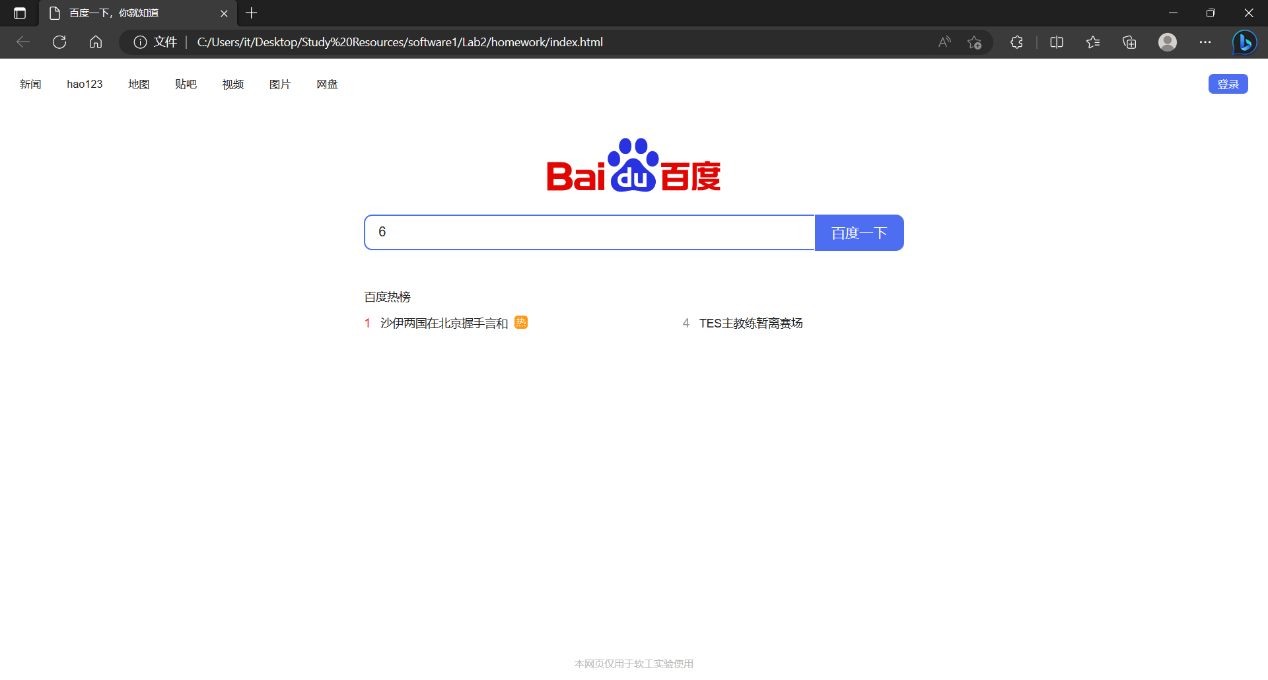 百度一下，你就知道
文件 C:/Users/it/Desktop/Study%20Resources/software1/Lab2/homework/index.html
新闻 hao123 地图 贴吧 视频 图片 网盘 登录
Bai du 百度
6 百度一下
百度热榜
1 沙伊两国在北京握手言和 热 4 TES主教练暂离赛场
本网页仅用于软工实验使用